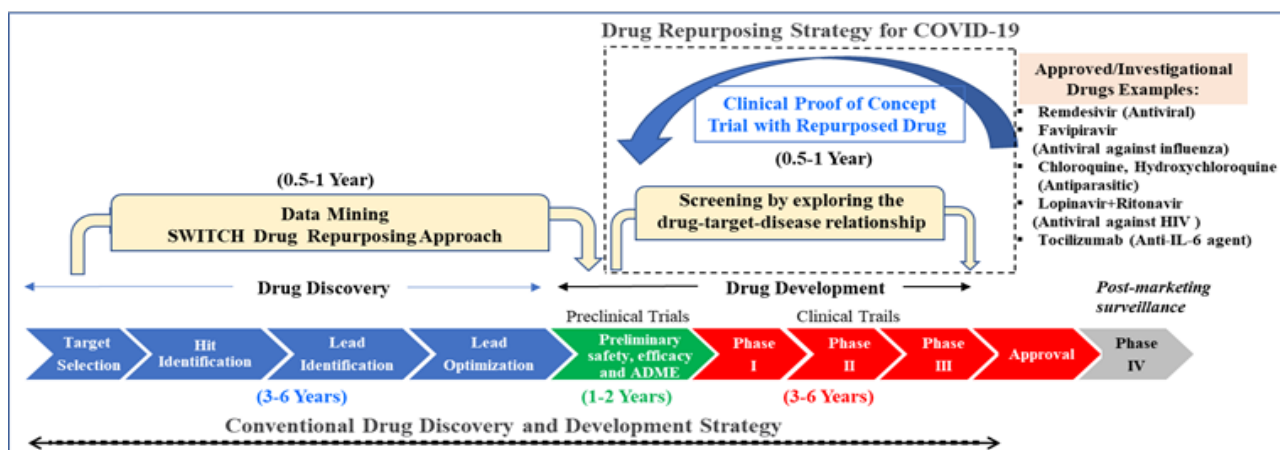 Drug Repurposing Strategy for COVID-19
Clinical Proof of Concept
Trial with Repurposed Drug
(0.5-1 Year)
Approved/Investigational
Drugs Examples:
▪ Remdesivir (Antiviral)
▪ Favipiravir
(Antiviral against influenza)
▪ Chloroquine, Hydroxychloroquine
(Antiparasitic)
▪ Lopinavir+Ritonavir
(Antiviral against HIV )
▪ Tocilizumab (Anti-IL-6 agent)
(0.5-1 Year)
Data Mining
SWITCH Drug Repurposing Approach
Screening by exploring the
drug-target-disease relationship
Drug Discovery
Drug Development
Post-marketing
surveillance
Preclinical Trials
Clinical Trails
Target
Selection
Hit
Identification
Lead
Identification
Lead
Optimization
Preliminary
safety, efficacy
and ADME
Phase
I
Phase
II
Phase
III
Approval
Phase
IV
(3-6 Years)
(1-2 Years)
(3-6 Years)
Conventional Drug Discovery and Development Strategy